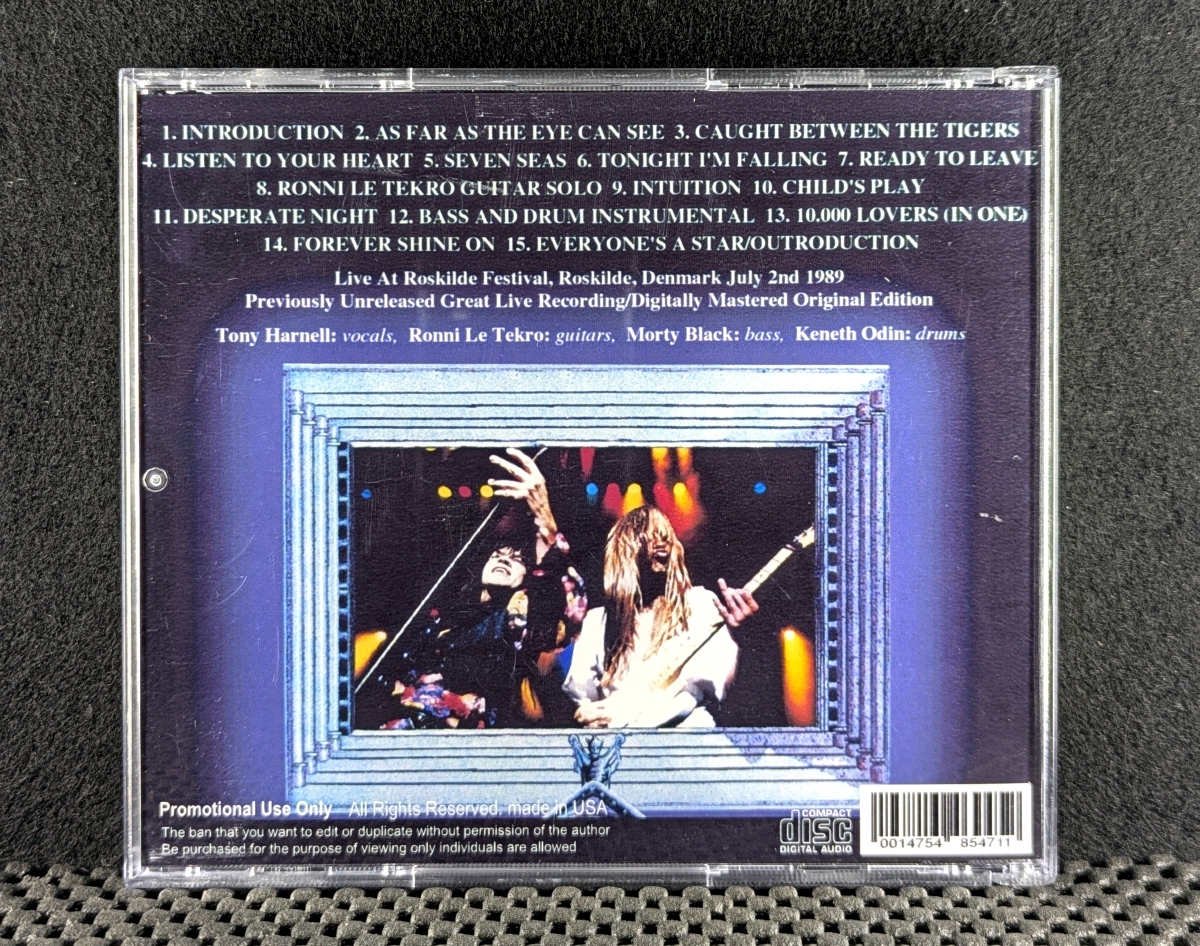 1. INTRODUCTION 2. AS FAR AS THE EYE CAN SEE 3. CAUGHT BETWEEN THE TIGERS
4. LISTEN TO YOUR HEART 5. SEVEN SEAS 6. TONIGHT I'M FALLING 7. READY TO LEAVE
8. RONNI LE TEKRO GUITAR SOLO 9. INTUITION 10. CHILD'S PLAY
11. DESPERATE NIGHT 12. BASS AND DRUM INSTRUMENTAL 13. 10.000 LOVERS (IN ONE)
14. FOREVER SHINE ON 15. EVERYONE'S A STAR/OUTRODUCTION
Live At Roskilde Festival, Roskilde, Denmark July 2nd 1989
Previously Unreleased Great Live Recording/Digitally Mastered Original Edition
Tony Harnell: vocals, Ronni Le Tekro: guitars, Morty Black: bass, Keneth Odin: drums
Promotional Use Only All Rights Reserved. made in USA
The ban that you want to edit or duplicate without permission of the author
Be purchased for the purpose of viewing only individuals are allowed
COMPACT
disc
DIGITAL AUDIO
0014754 854711